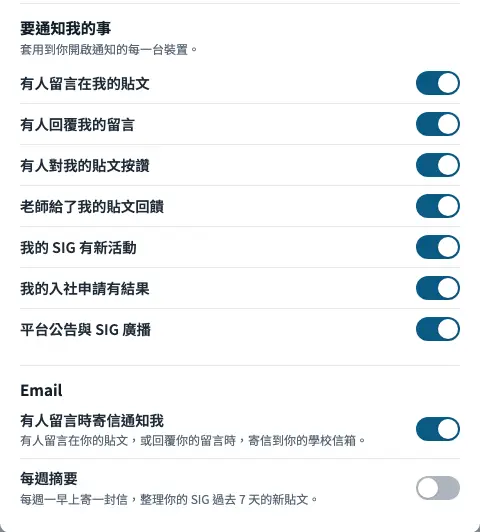 要通知我的事
套用到你開啟通知的每一台裝置。
有人留言在我的貼文
有人回覆我的留言
有人對我的貼文按讚
老師給了我的貼文回饋
我的 SIG 有新活動
我的入社申請有結果
平台公告與 SIG 廣播
Email
有人留言時寄信通知我
有人留言在你的貼文，或回覆你的留言時，寄信到你的學校信箱。
每週摘要
每週一早上寄一封信，整理你的 SIG 過去 7 天的新貼文。